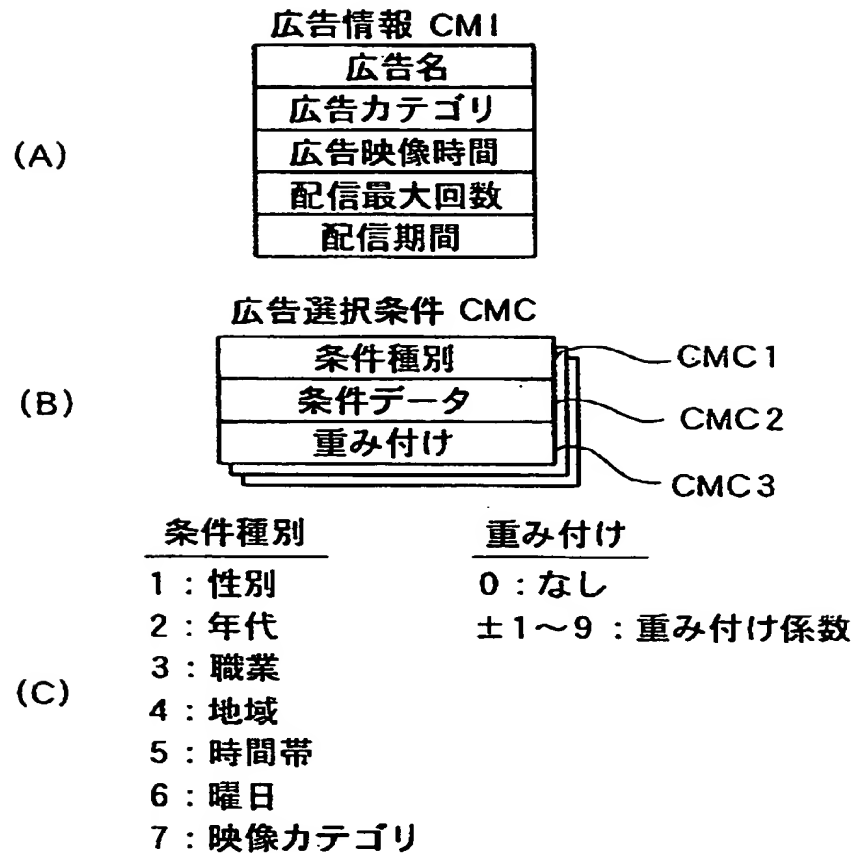 広告情報 CMI
(A)
広告名
広告カテゴリ
広告映像時間
配信最大回数
配信期間
広告選択条件 CMC
(B)
条件種別
条件データ
重み付け
CMC1
CMC2
CMC3
(C)
条件種別
1:性別
2:年代
3:職業
4:地域
5:時間帯
6:曜日
7:映像カテゴリ
重み付け
0:なし
±1〜9:重み付け係数